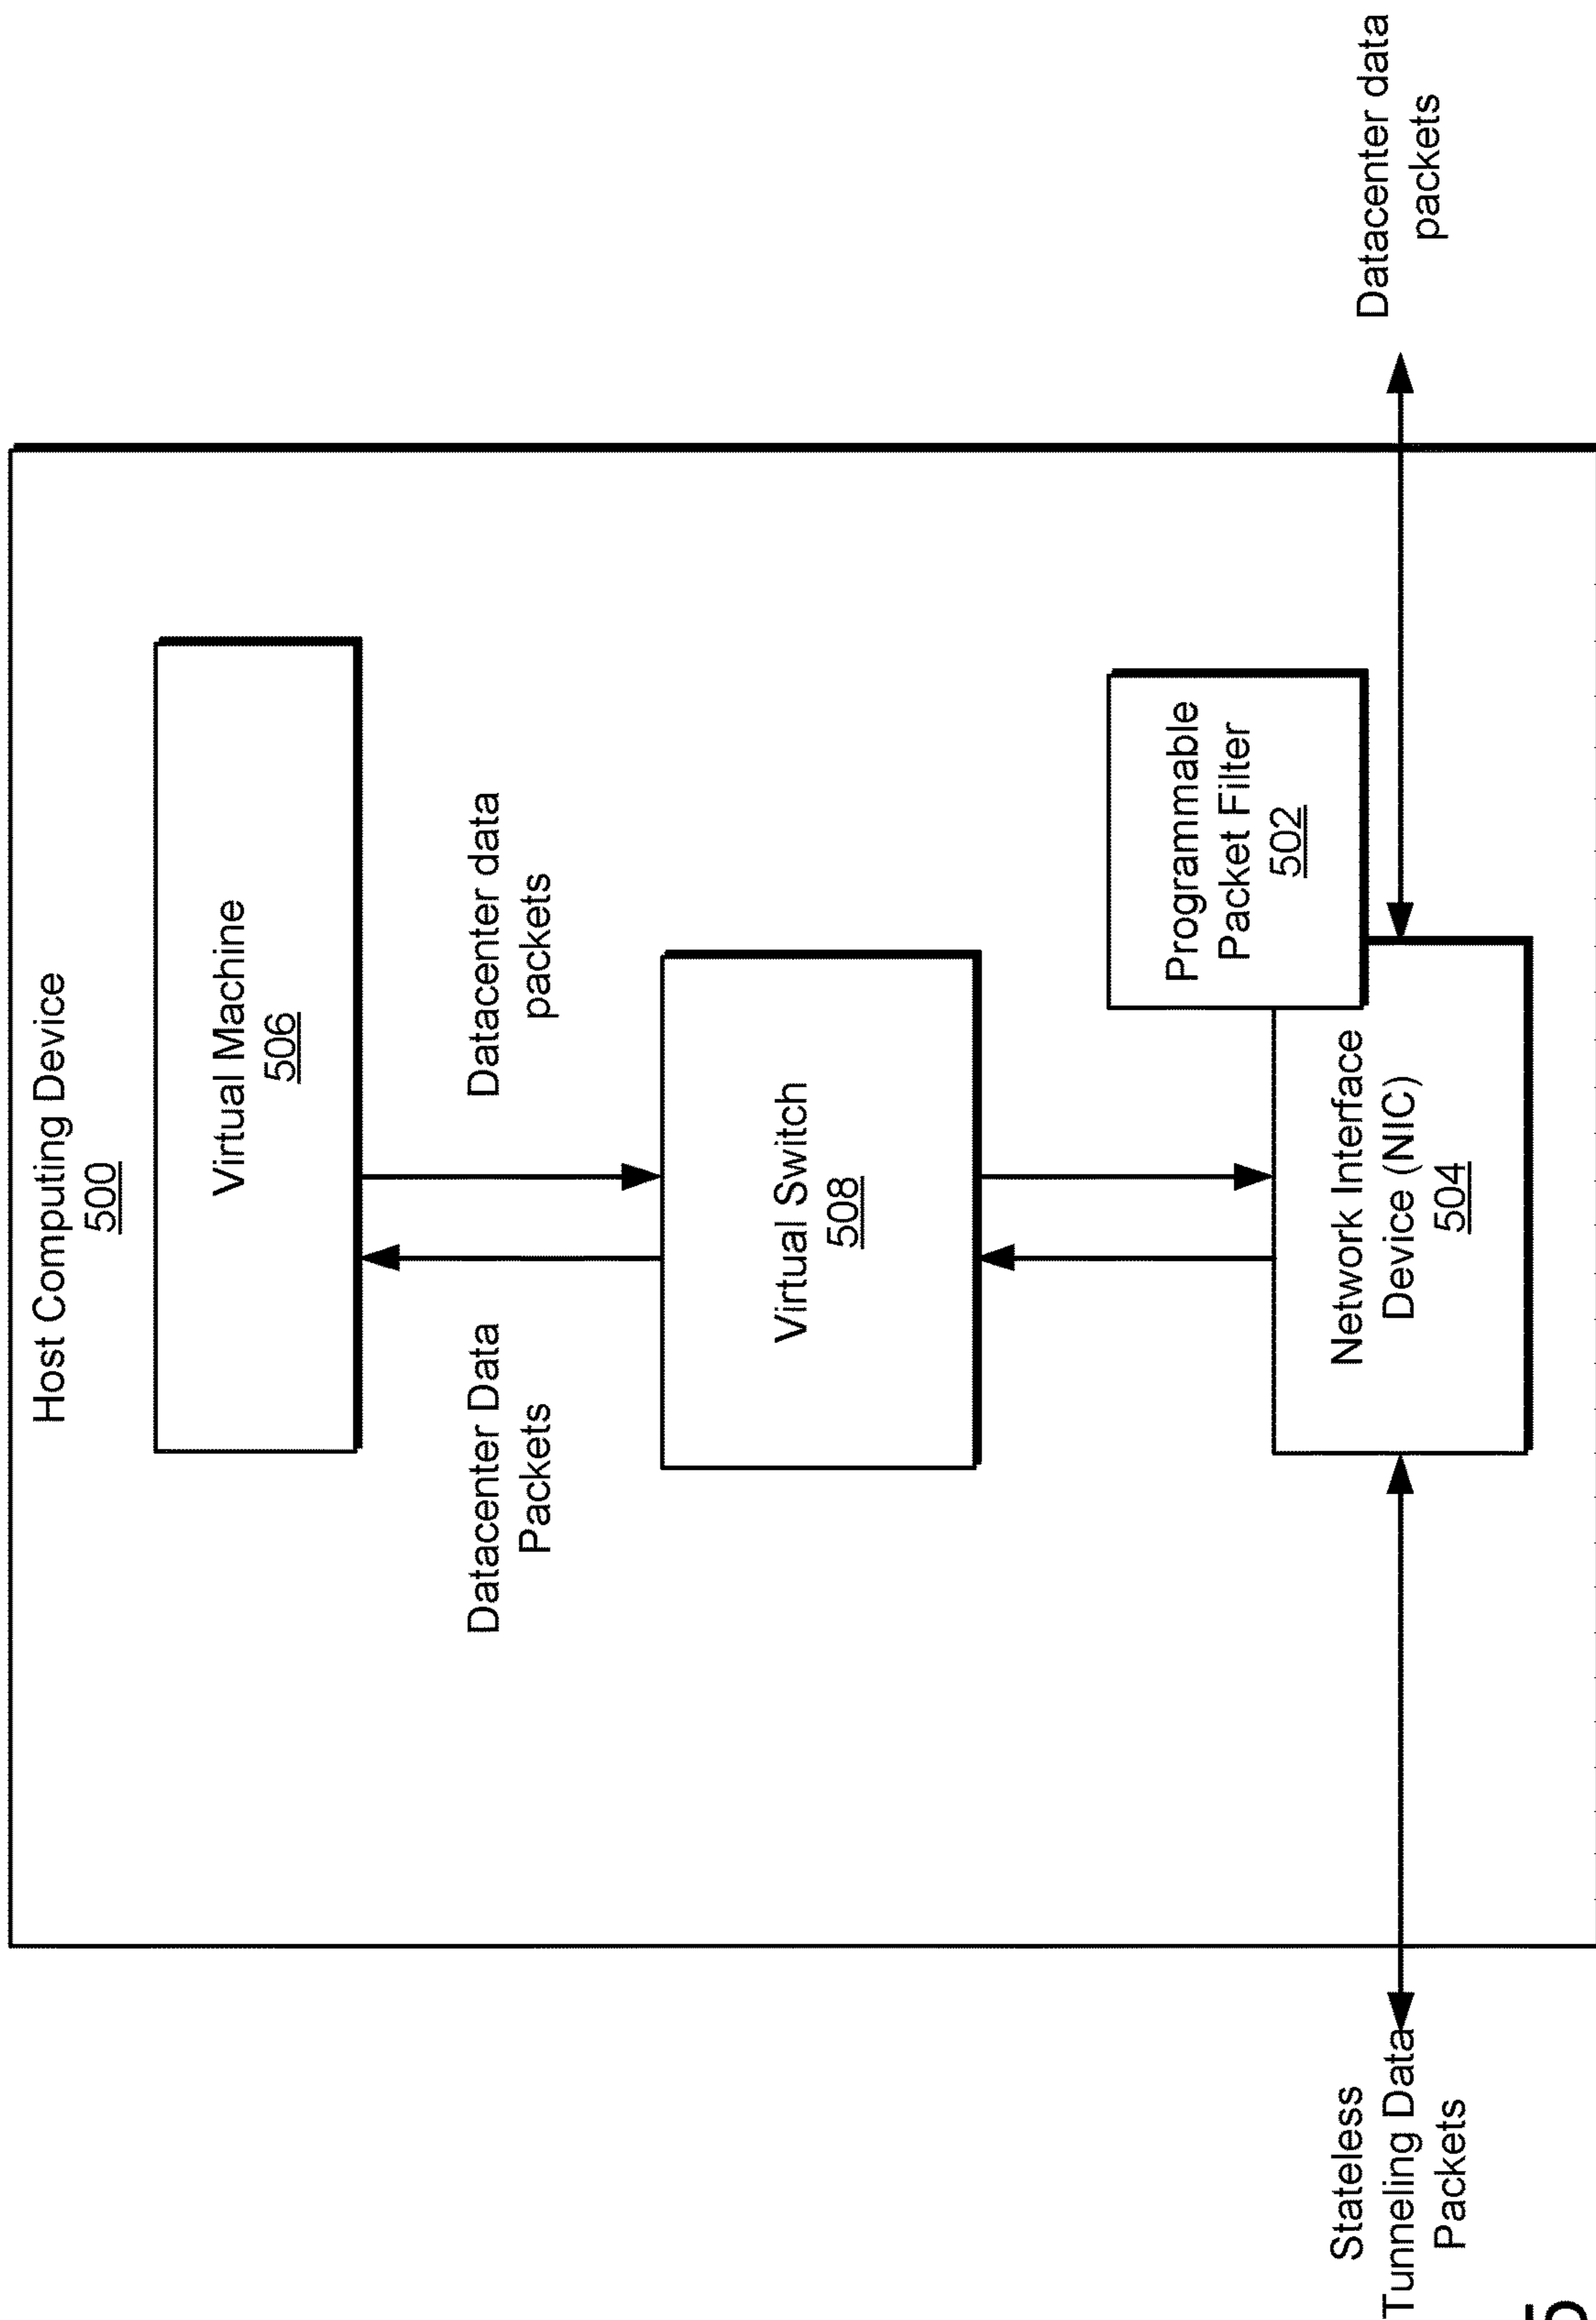 Host Computing Device
500
Virtual Machine
506
Datacenter Data
Packets
Datacenter data
packets
Virtual Switch
508
Programmable
Packet Filter
502
Network Interface
Device (NIC)
504
Stateless
Tunneling Data
Packets
Datacenter data
packets